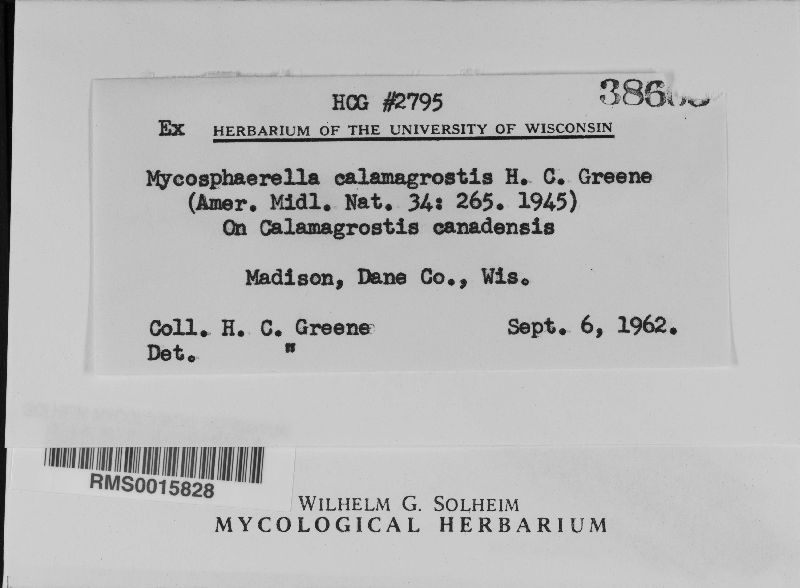 HCG #2795
Ex HERBARIUM OF THE UNIVERSITY OF WISCONSIN
Mycosphaerella calamagrostis H. C. Greene
(Amer. Midl. Nat. 34: 265. 1945)
On Calamagrostis canadensis
Madison, Dane Co., Wis.
Coll. H. C. Greene Sept. 6, 1962.
Det. "
RMS0015828
WILHELM G. SOLHEIM
MYCOLOGICAL HERBARIUM